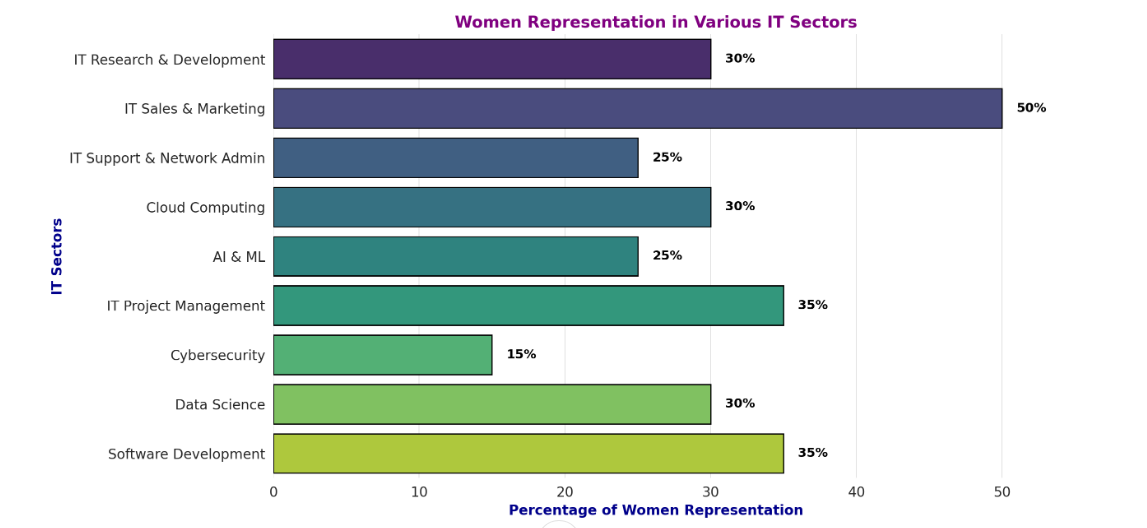 Women Representation in Various IT Sectors
IT Research & Development 30%
IT Sales & Marketing 50%
IT Support & Network Admin 25%
Cloud Computing 30%
AI & ML 25%
IT Project Management 35%
Cybersecurity 15%
Data Science 30%
Software Development 35%
IT Sectors
0 10 20 30 40 50
Percentage of Women Representation